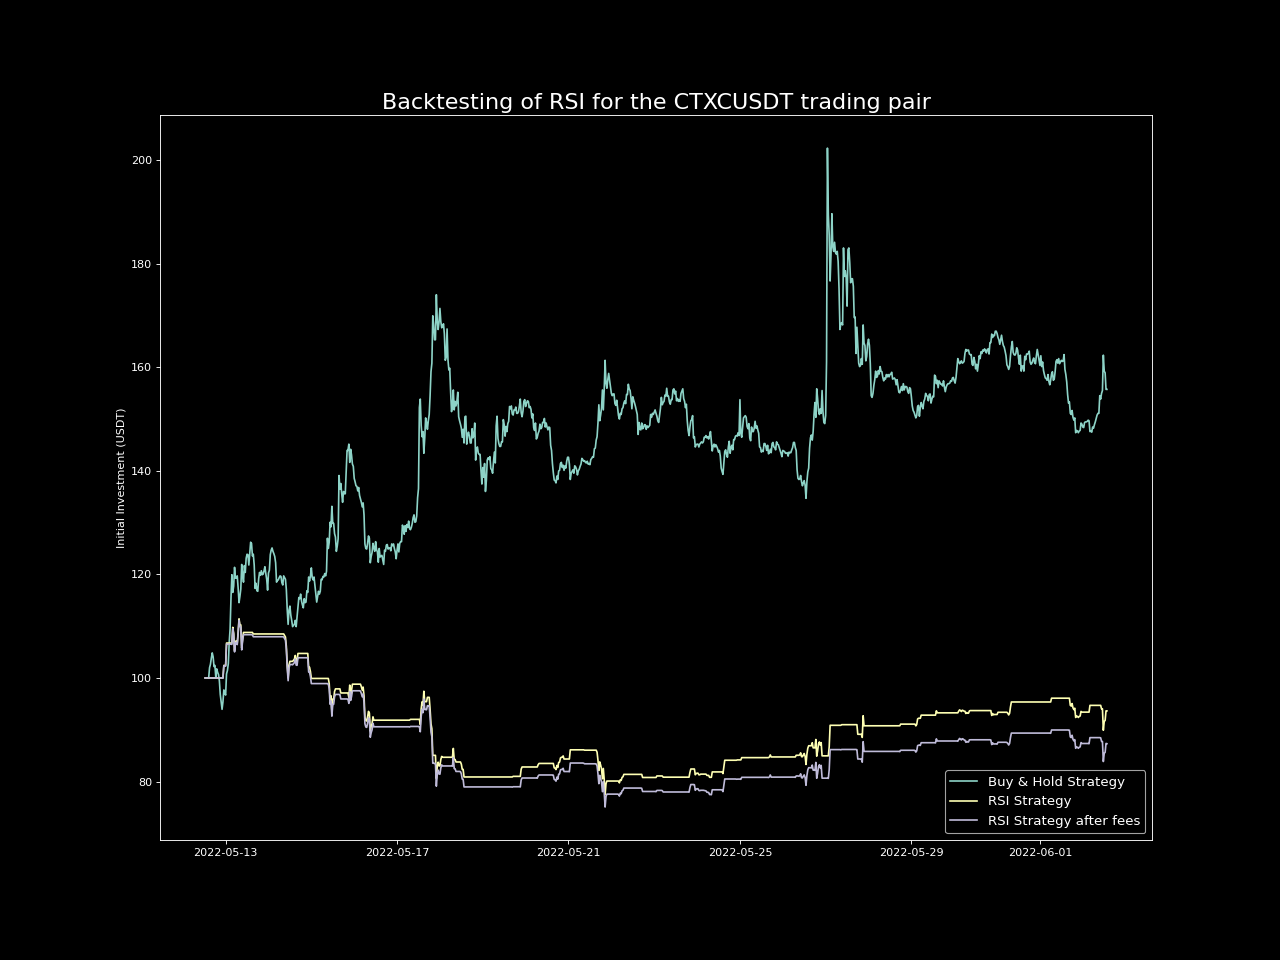 Backtesting of RSI for the CTXCUSDT trading pair
Initial Investment (USDT)
200
180
160
140
120
100
80
2022-05-13
2022-05-17
2022-05-21
2022-05-25
2022-05-29
2022-06-01
Buy & Hold Strategy
RSI Strategy
RSI Strategy after fees